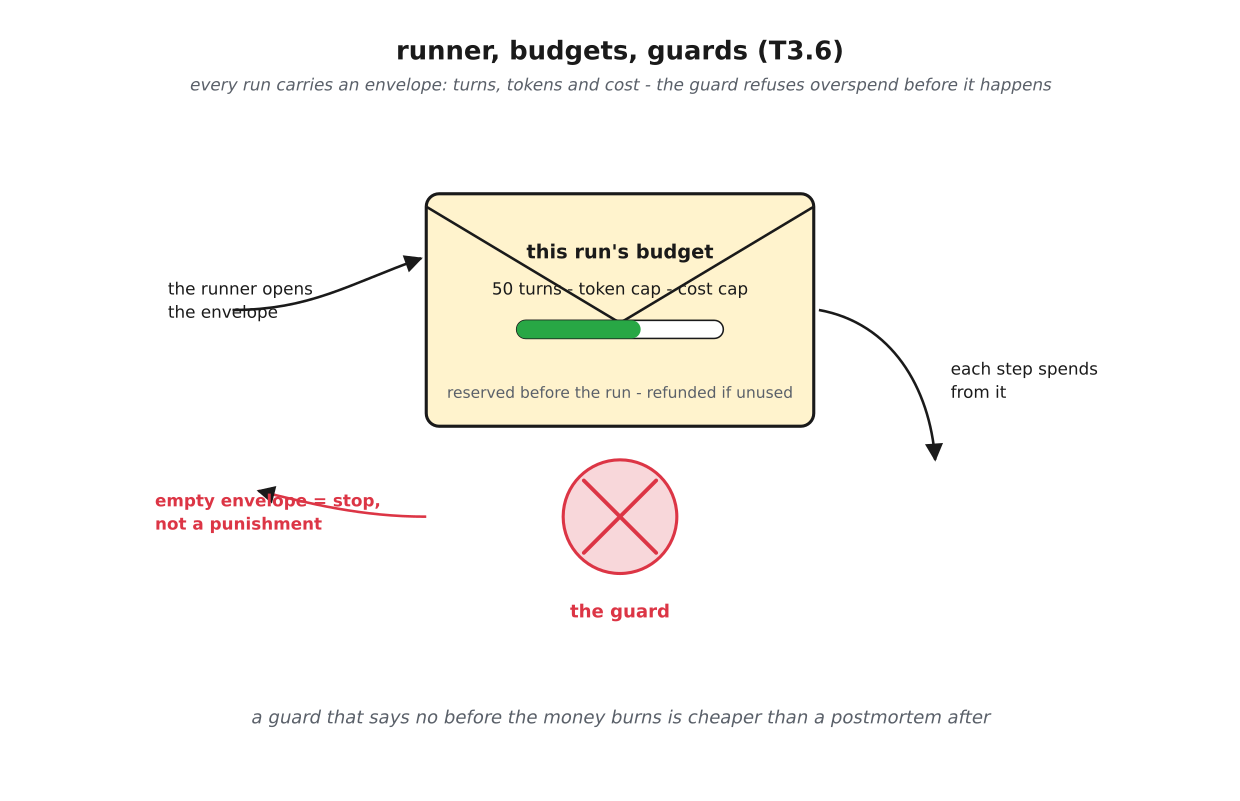 runner, budgets, guards (T3.6)
every run carries an envelope: turns, tokens and cost - the guard refuses overspend before it happens
this run's budget
50 turns - token cap - cost cap
reserved before the run - refunded if unused
the runner opens
the envelope
each step spends
from it
empty envelope = stop,
not a punishment
the guard
a guard that says no before the money burns is cheaper than a postmortem after